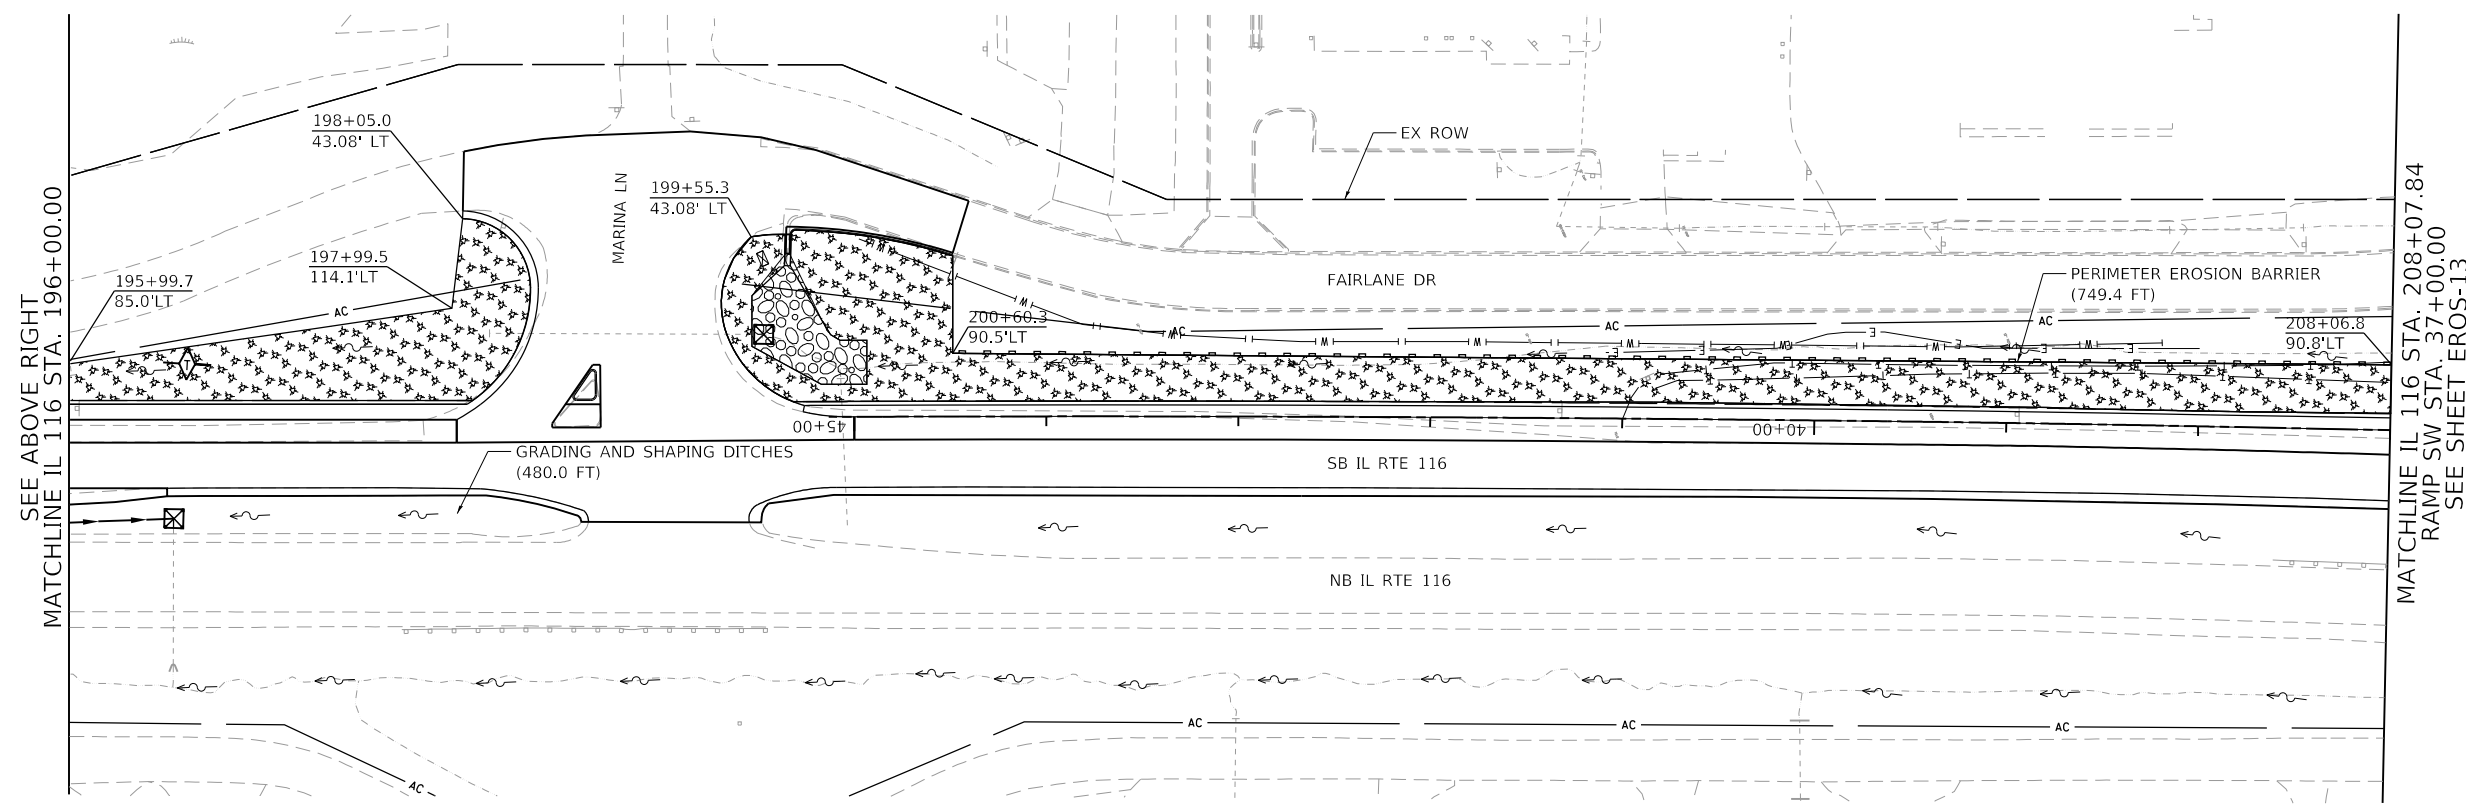 SEE ABOVE RIGHT
MATCHLINE IL 116 STA. 196+00.00
198+05.0
43.08' LT
197+99.5
114.1'LT
195+99.7
85.0'LT
AC
T
MARINA LN
199+55.3
43.08' LT
EX ROW
FAIRLANE DR
PERIMETER EROSION BARRIER
(749.4 FT)
200+60.3
90.5'LT
208+06.8
90.8'LT
W
W
W
AC
AC
AC
W
W
W
W
W
W
E
E
E
E
E
E
45+00
40+00
GRADING AND SHAPING DITCHES
(480.0 FT)
SB IL RTE 116
NB IL RTE 116
AC
AC
AC
AC
MATCHLINE IL 116 STA. 208+07.84
RAMP SW STA. 37+00.00
SEE SHEET EROS-13